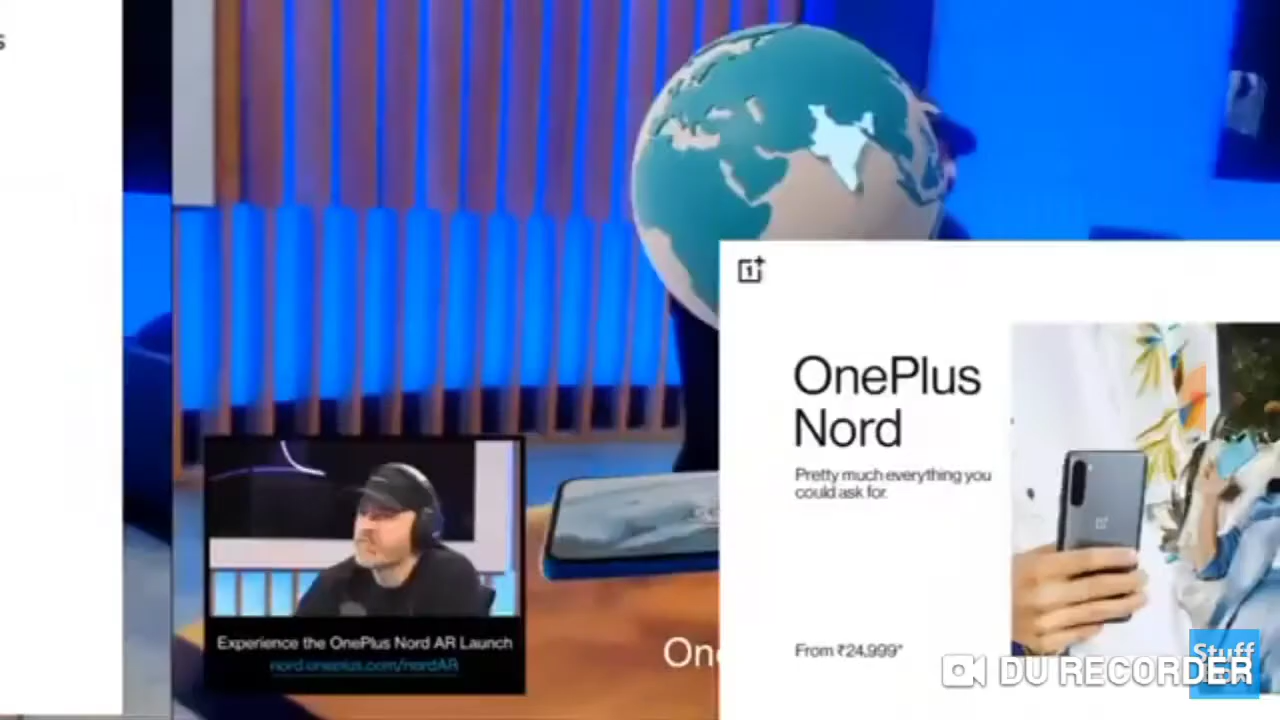 s
OnePlus
Nord
Pretty much everything you
could ask for.
Experience the OnePlus Nord AR Launch
nord.oneplus.com/nordAR
From ₹24,999*
Stuff
DU RECORDER